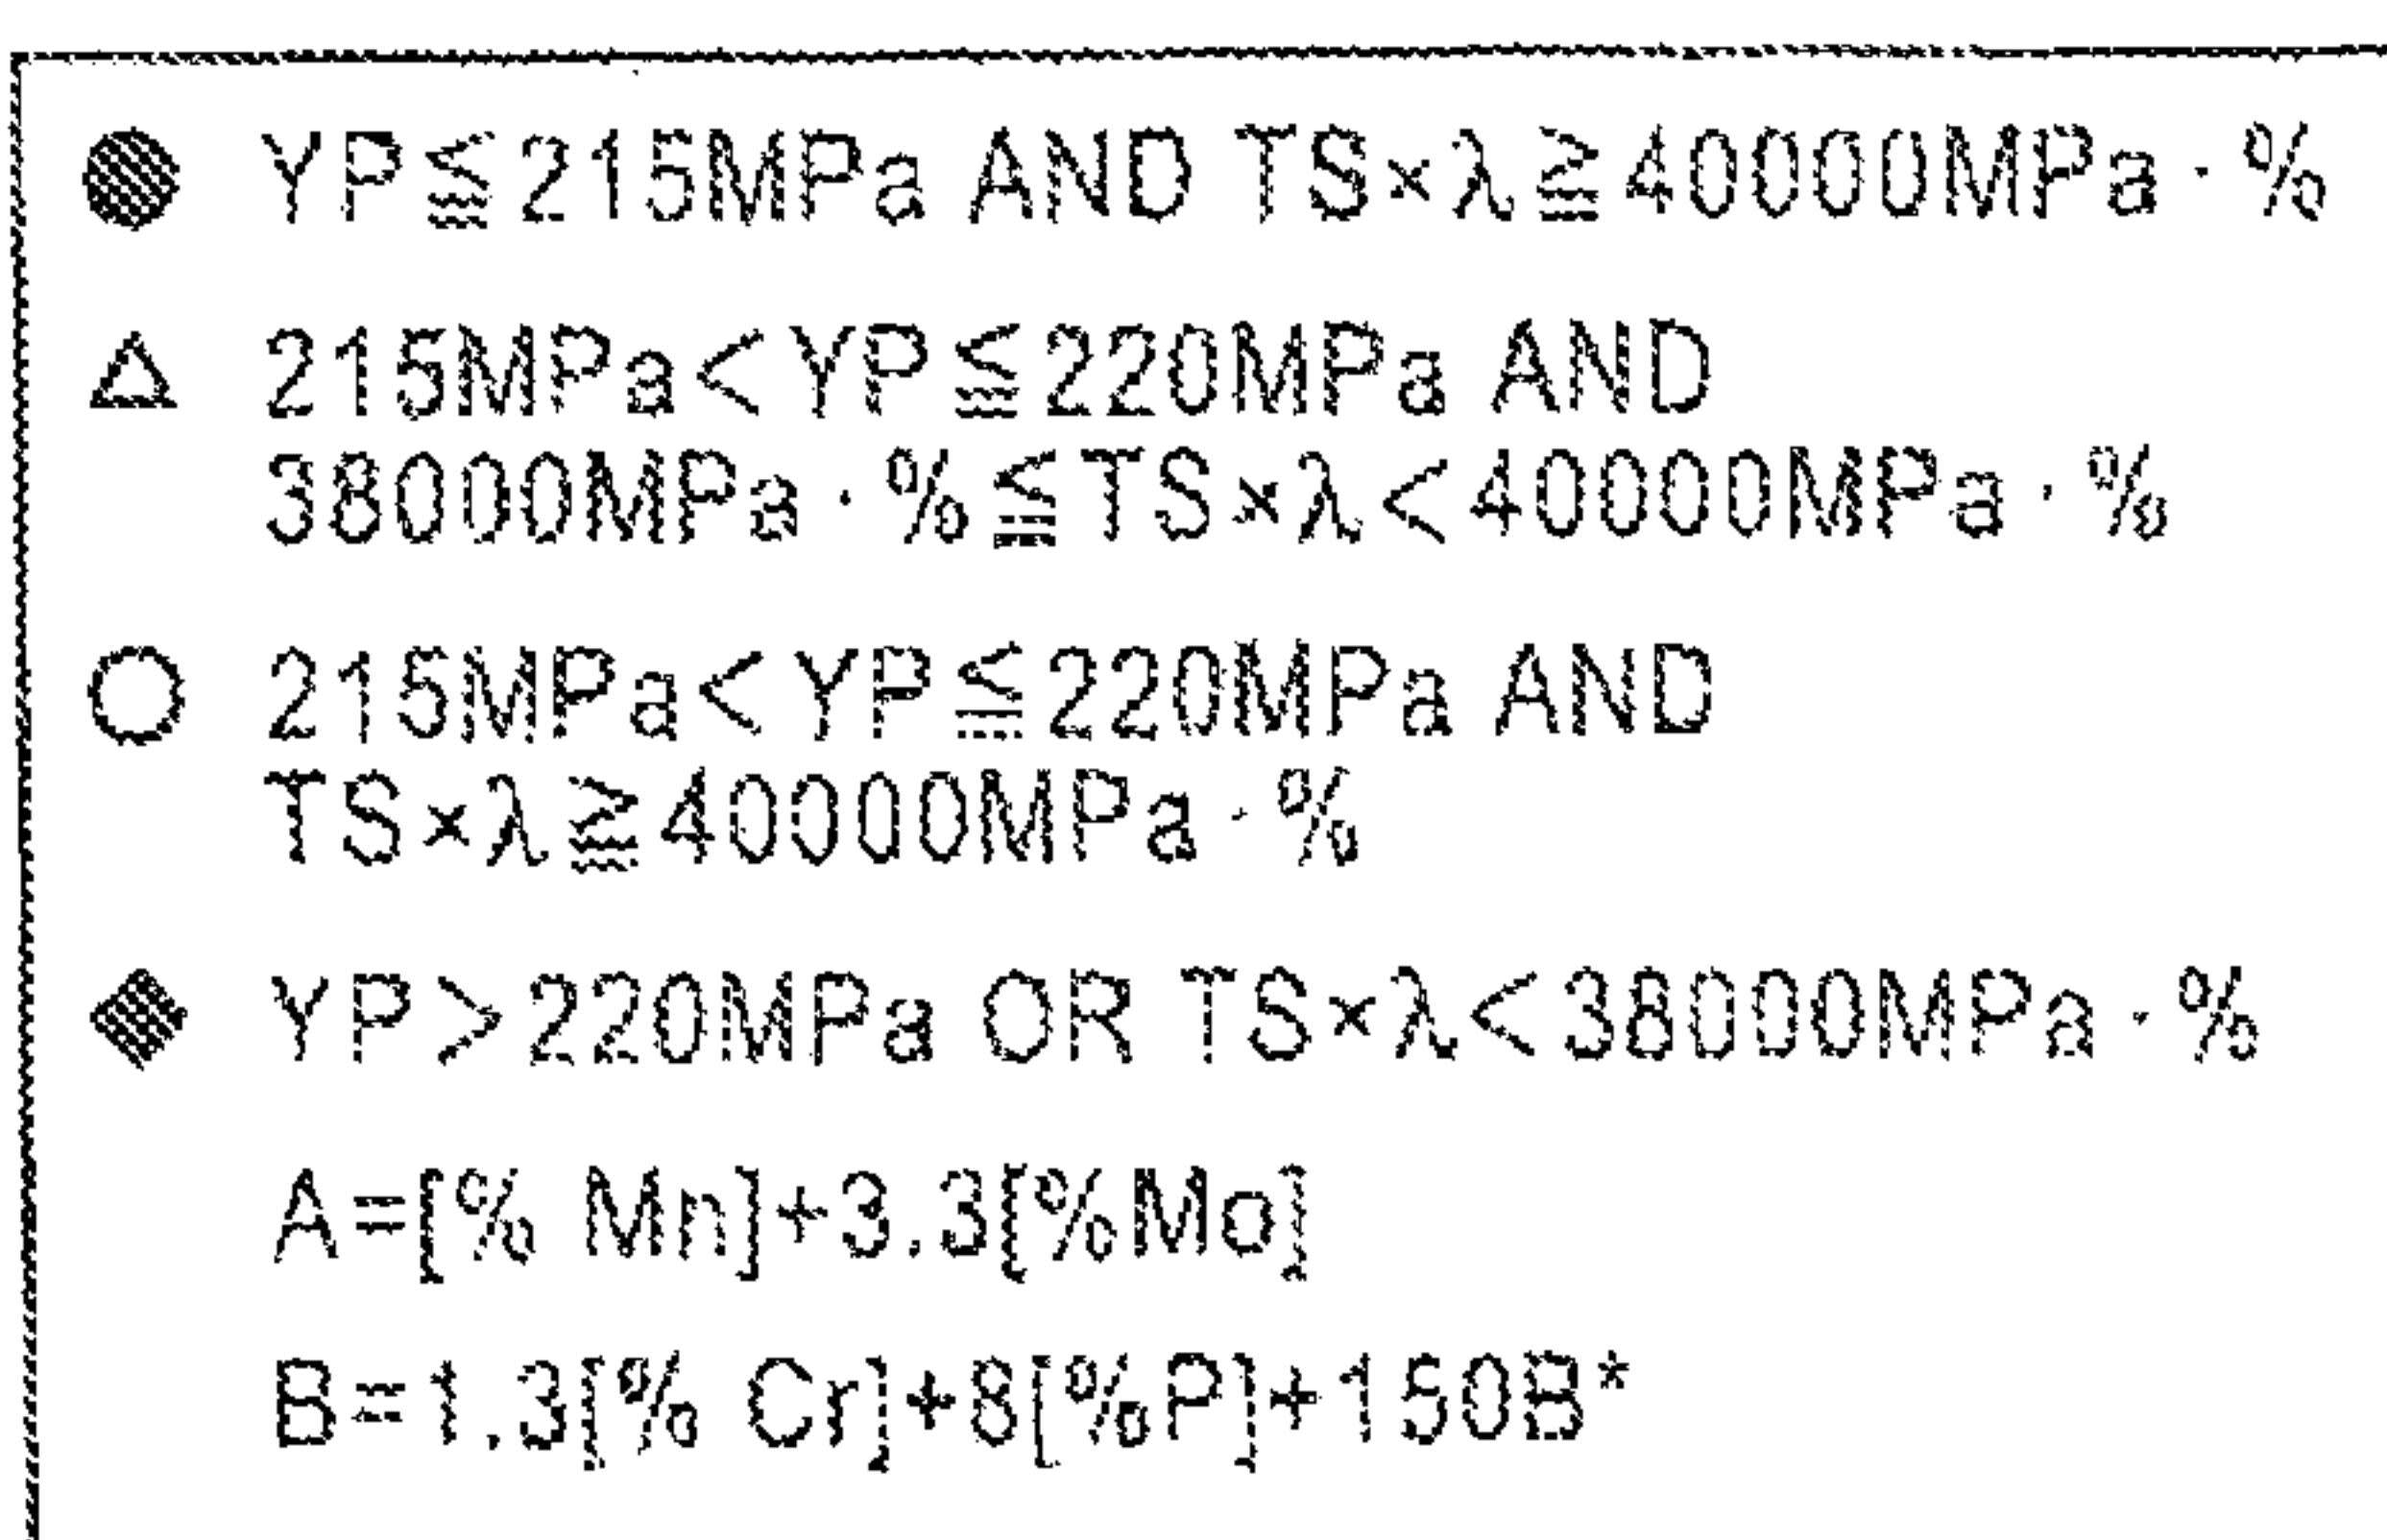 ● YP≦215MPa AND TS×λ≧40000MPa·%
△ 215MPa<YP≦220MPa AND
38000MPa·%≦TS×λ<40000MPa·%
○ 215MPa<YP≦220MPa AND
TS×λ≧40000MPa·%
◆ YP>220MPa OR TS×λ<38000MPa·%
A=[% Mn]+3.3[%Mo]
B=1.3[% Cr]+8[%P]+150B*